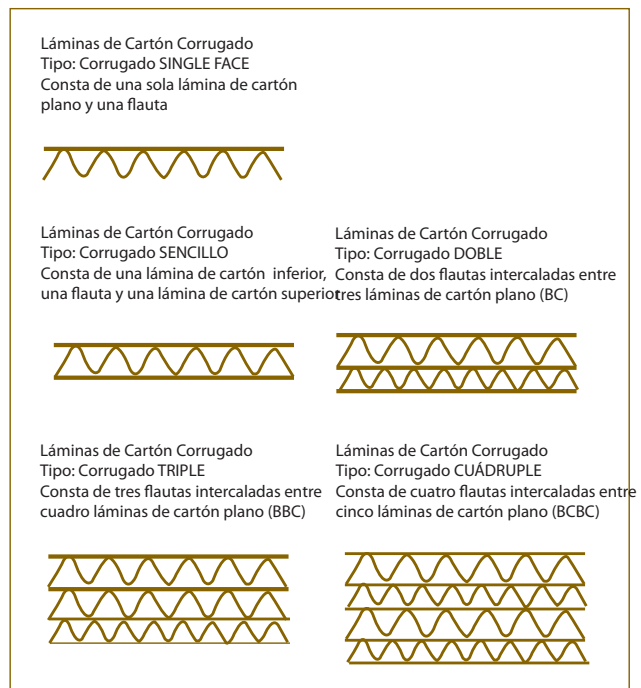 Láminas de Cartón Corrugado
Tipo: Corrugado SINGLE FACE
Consta de una sola lámina de cartón
plano y una flauta
Láminas de Cartón Corrugado
Tipo: Corrugado SENCILLO
Consta de una lámina de cartón inferior,
una flauta y una lámina de cartón superior
Láminas de Cartón Corrugado
Tipo: Corrugado DOBLE
Consta de dos flautas intercaladas entre
tres láminas de cartón plano (BC)
Láminas de Cartón Corrugado
Tipo: Corrugado TRIPLE
Consta de tres flautas intercaladas entre
cuadro láminas de cartón plano (BBC)
Láminas de Cartón Corrugado
Tipo: Corrugado CUÁDRUPLE
Consta de cuatro flautas intercaladas entre
cinco láminas de cartón plano (BCBC)